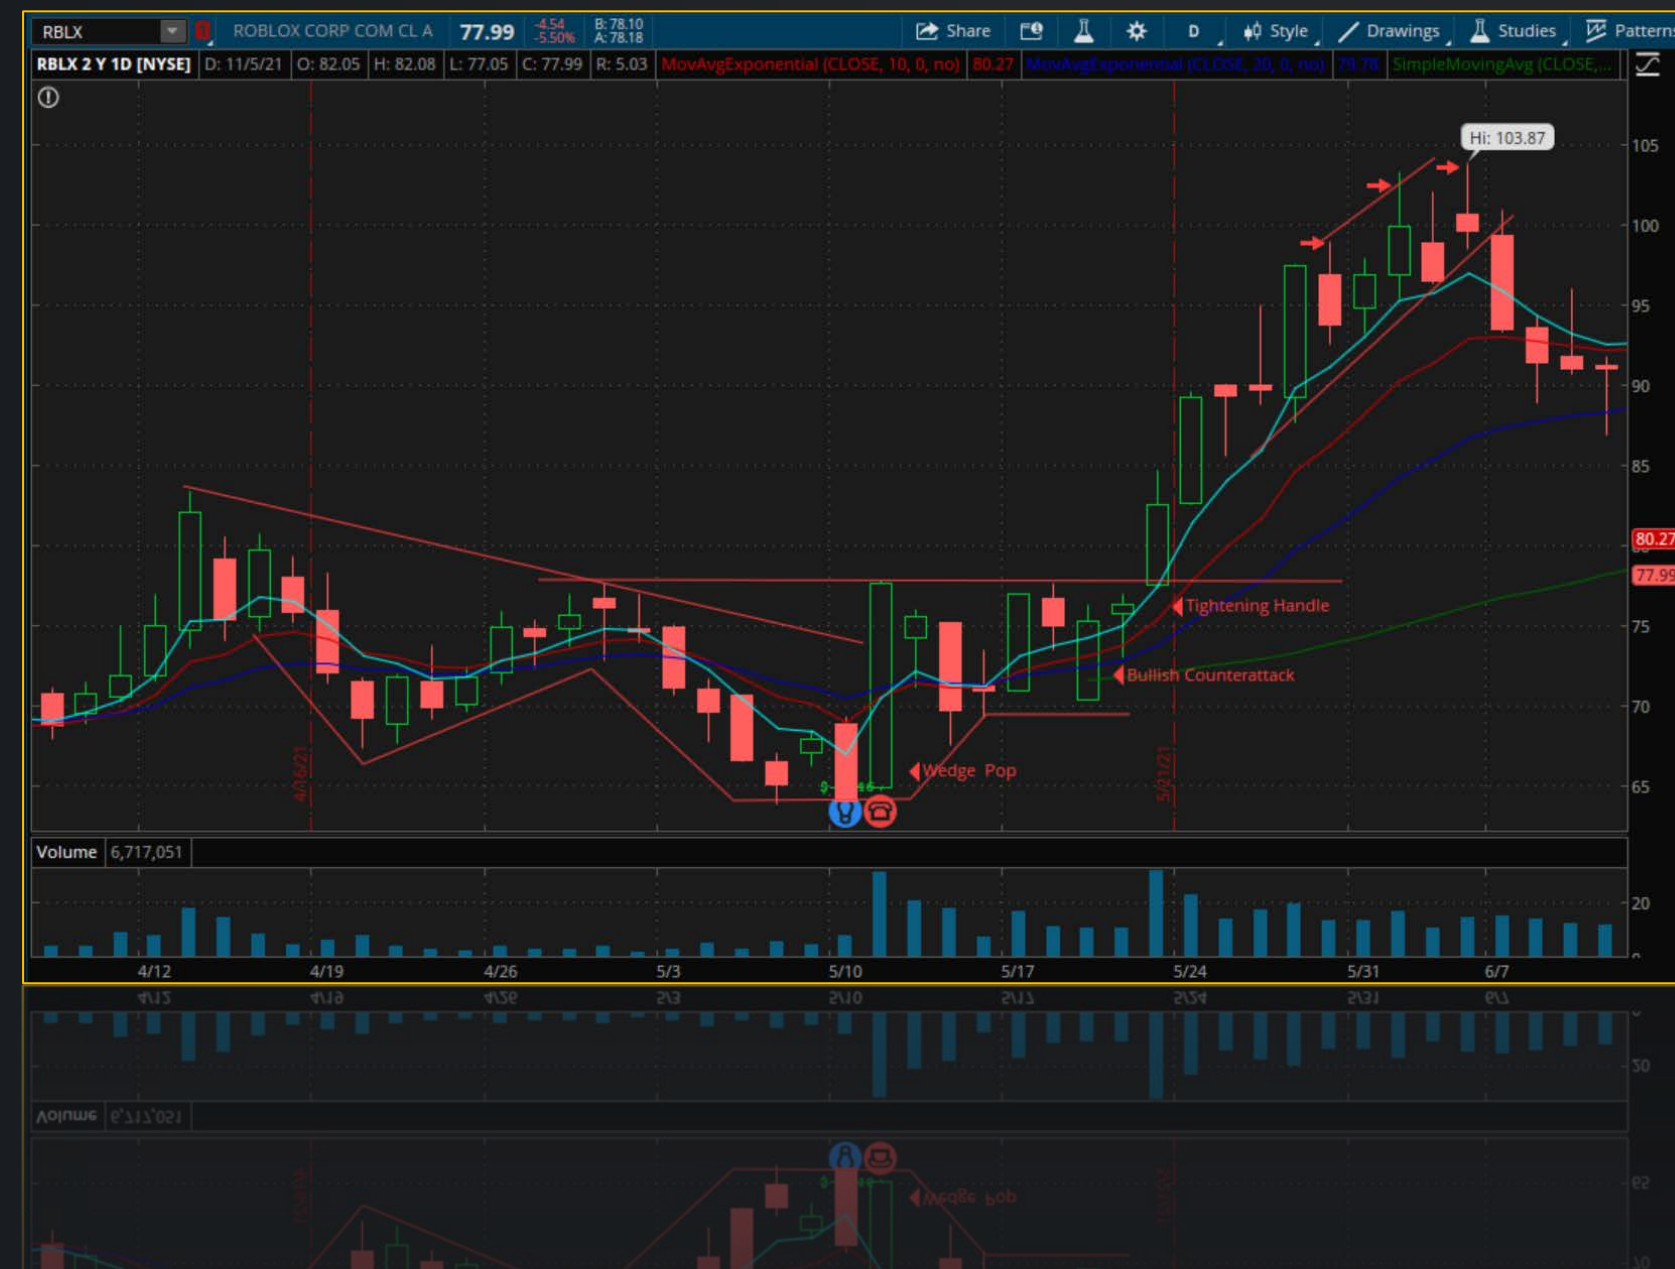 RBLX ROBLOX CORP COM CL A 77.99 -4.54 -5.50% B: 78.10 A: 78.18 Share D Style Drawings Studies Patterns
RBLX 2 Y 1D [NYSE] D: 11/5/21 O: 82.05 H: 82.08 L: 77.05 C: 77.99 R: 5.03 MovAvgExponential (CLOSE, 10, 0, no) 80.27 MovAvgExponential (CLOSE, 20, 0, no) 79.78 SimpleMovingAvg (CLOSE,...
Hi: 103.87
105
100
95
90
85
80.27
77.99
Tightening Handle
75
Bullish Counterattack
70
Wedge Pop
65
4/16/21
5/21/21
Volume 6,717,051
20
0
4/12 4/19 4/26 5/3 5/10 5/17 5/24 5/31 6/7